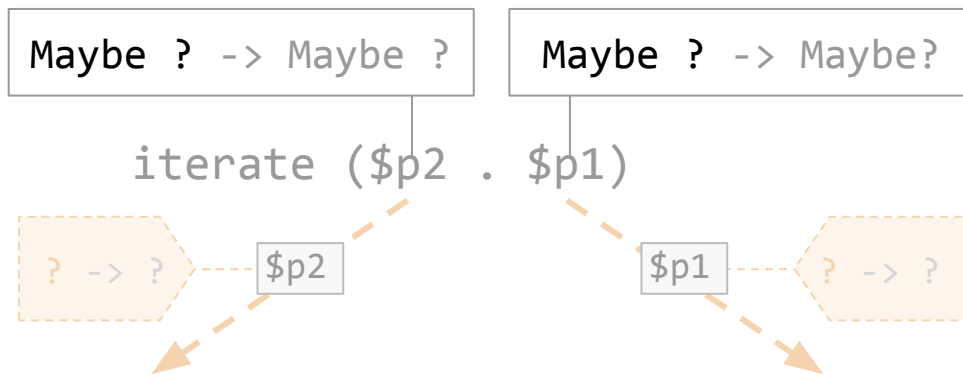 Maybe ? -> Maybe ? Maybe ? -> Maybe?
iterate ($p2 . $p1)
? -> ? $p2 $p1 ? -> ?